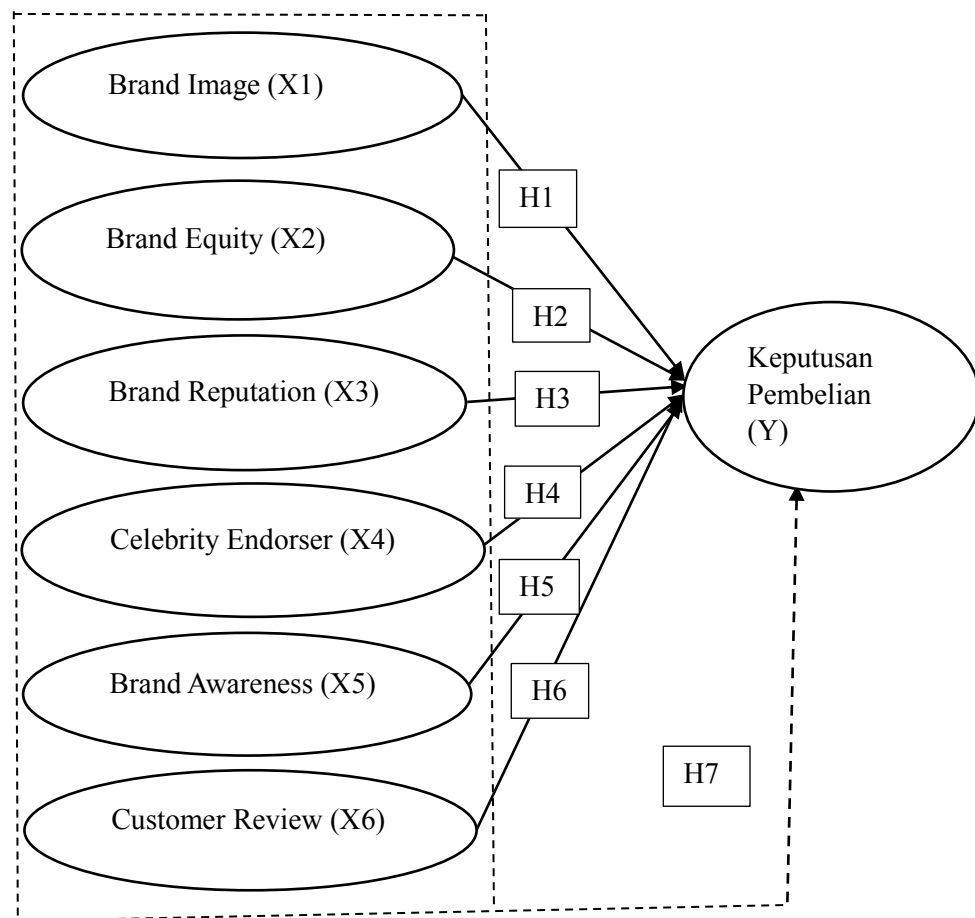 Brand Image (X1)
H1
Brand Equity (X2)
H2
Brand Reputation (X3)
H3
Keputusan
Pembelian
(Y)
Celebrity Endorser (X4)
H4
H5
Brand Awareness (X5)
H6
H7
Customer Review (X6)